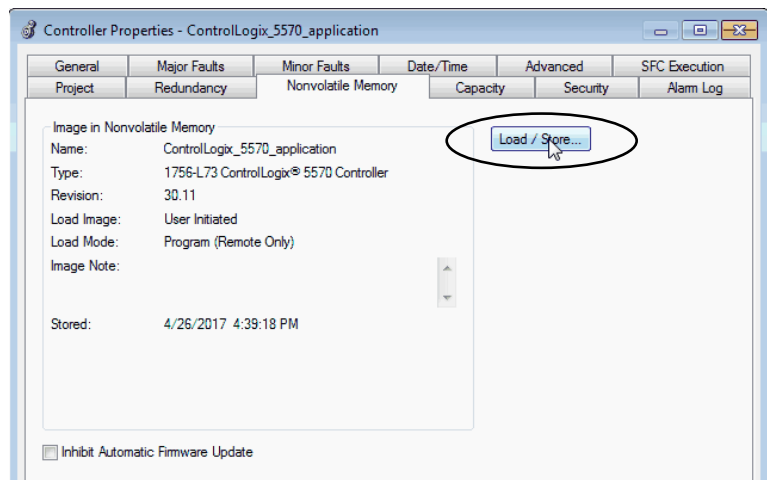 Controller Properties - ControlLogix_5570_application
General Major Faults Minor Faults Date/Time Advanced SFC Execution
Project Redundancy Nonvolatile Memory Capacity Security Alarm Log
Image in Nonvolatile Memory
Load / Store...
Name: ControlLogix_5570_application
Type: 1756-L73 ControlLogix® 5570 Controller
Revision: 30.11
Load Image: User Initiated
Load Mode: Program (Remote Only)
Image Note:
Stored: 4/26/2017 4:39:18 PM
Inhibit Automatic Firmware Update